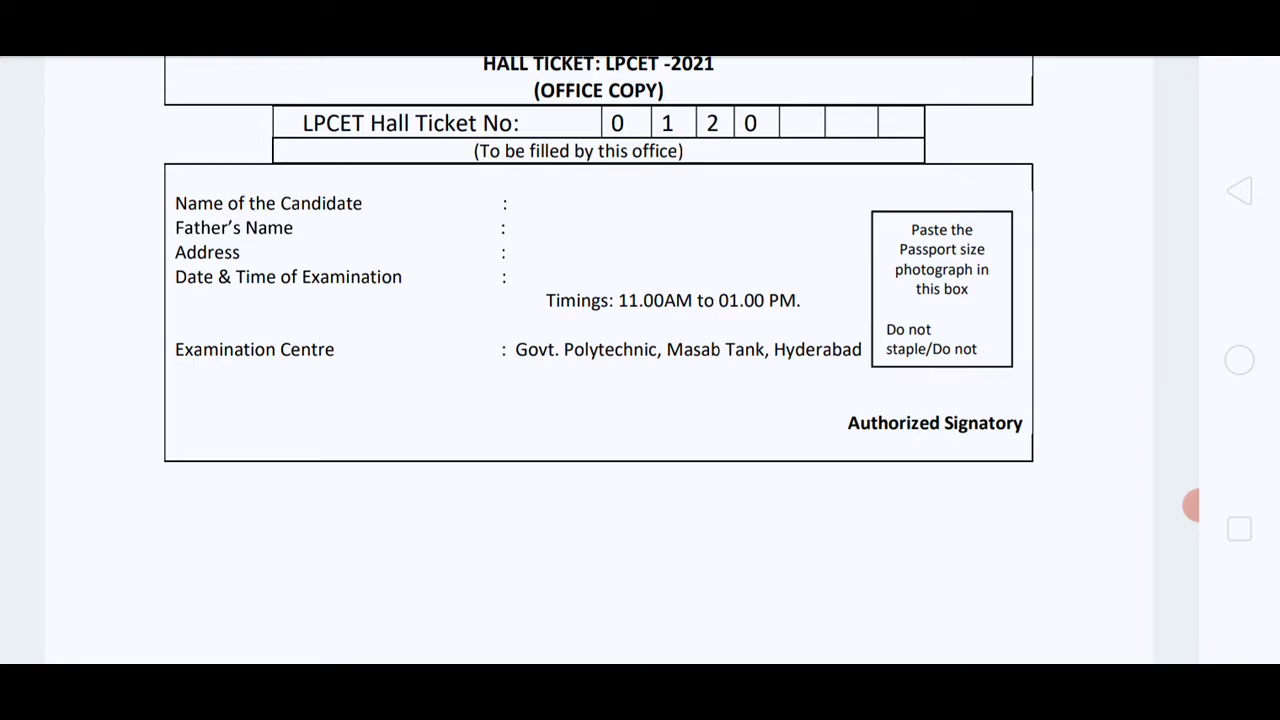 HALL TICKET: LPCET -2021
(OFFICE COPY)
LPCET Hall Ticket No: 0 1 2 0
(To be filled by this office)
Name of the Candidate :
Father’s Name :
Address :
Date & Time of Examination :
Timings: 11.00AM to 01.00 PM.
Examination Centre : Govt. Polytechnic, Masab Tank, Hyderabad
Paste the
Passport size
photograph in
this box
Do not
staple/Do not
Authorized Signatory